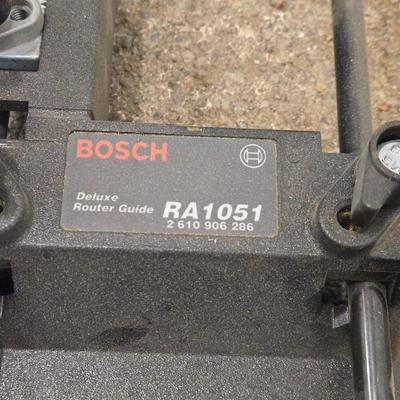 BOSCH
Deluxe
Router Guide RA1051
2 610 906 286